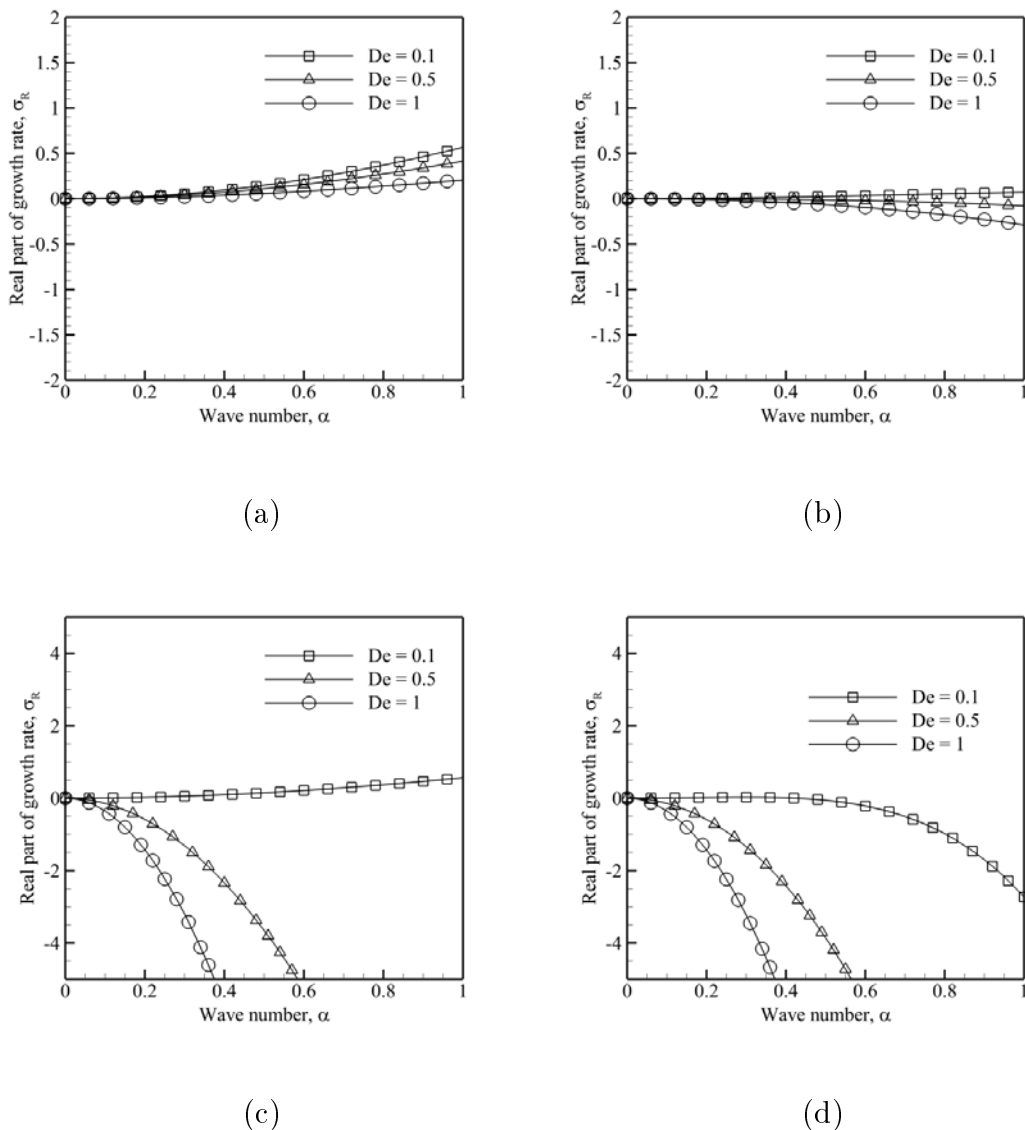 2
1.5
1
0.5
0
-0.5
-1
-1.5
-2
Real part of growth rate, σR
De = 0.1
De = 0.5
De = 1
0 0.2 0.4 0.6 0.8 1
Wave number, α
(a)
2
1.5
1
0.5
0
-0.5
-1
-1.5
-2
Real part of growth rate, σR
De = 0.1
De = 0.5
De = 1
0 0.2 0.4 0.6 0.8 1
Wave number, α
(b)
4
2
0
-2
-4
Real part of growth rate, σR
De = 0.1
De = 0.5
De = 1
0 0.2 0.4 0.6 0.8 1
Wave number, α
(c)
4
2
0
-2
-4
Real part of growth rate, σR
De = 0.1
De = 0.5
De = 1
0 0.2 0.4 0.6 0.8 1
Wave number, α
(d)